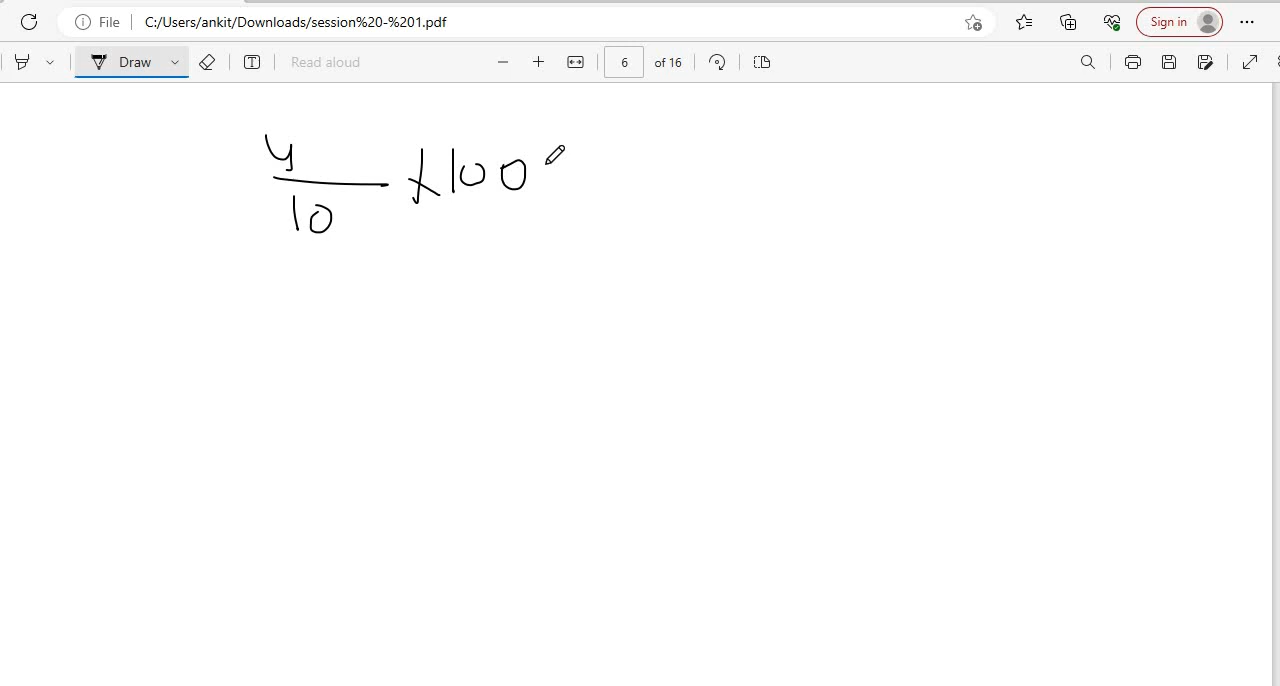 File C:/Users/ankit/Downloads/session%20-%201.pdf Sign in
Draw Read aloud 6 of 16
4
10
×100